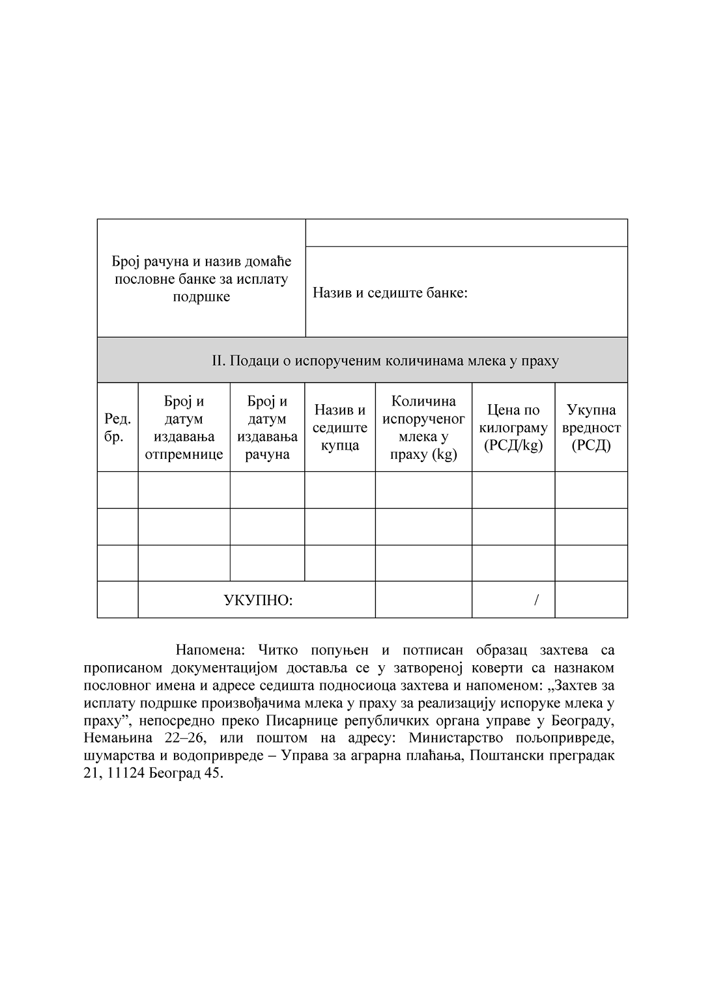 Број рачуна и назив домаће
пословне банке за исплату
подршке
Назив и седиште банке:
II. Подаци о испорученим количинама млека у праху
Ред.
бр.
Број и
датум
издавања
отпремнице
Број и
датум
издавања
рачуна
Назив и
седиште
купца
Количина
испорученог
млека у
праху (kg)
Цена по
килограму
(РСД/kg)
Укупна
вредност
(РСД)
УКУПНО:
/
Напомена: Читко попуњен и потписан образац захтева са
прописаном документацијом доставља се у затвореној коверти са назнаком
пословног имена и адресе седишта подносиоца захтева и напоменом: „Захтев за
исплату подршке произвођачима млека у праху за реализацију испоруке млека у
праху”, непосредно преко Писарнице републичких органа управе у Београду,
Немањина 22–26, или поштом на адресу: Министарство пољопривреде,
шумарства и водопривреде – Управа за аграрна плаћања, Поштански преградак
21, 11124 Београд 45.